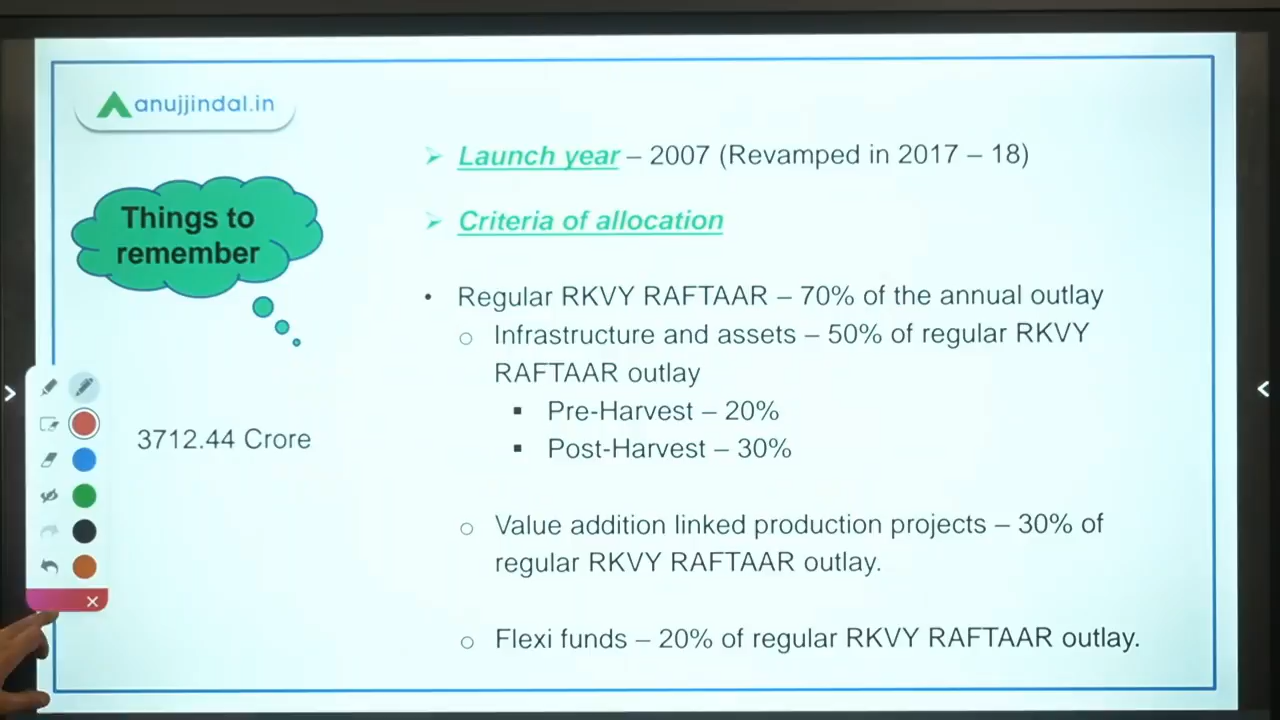 anujjindal.in
Things to
remember
3712.44 Crore
➢ Launch year – 2007 (Revamped in 2017 – 18)
➢ Criteria of allocation
• Regular RKVY RAFTAAR – 70% of the annual outlay
o Infrastructure and assets – 50% of regular RKVY
RAFTAAR outlay
▪ Pre-Harvest – 20%
▪ Post-Harvest – 30%
o Value addition linked production projects – 30% of
regular RKVY RAFTAAR outlay.
o Flexi funds – 20% of regular RKVY RAFTAAR outlay.